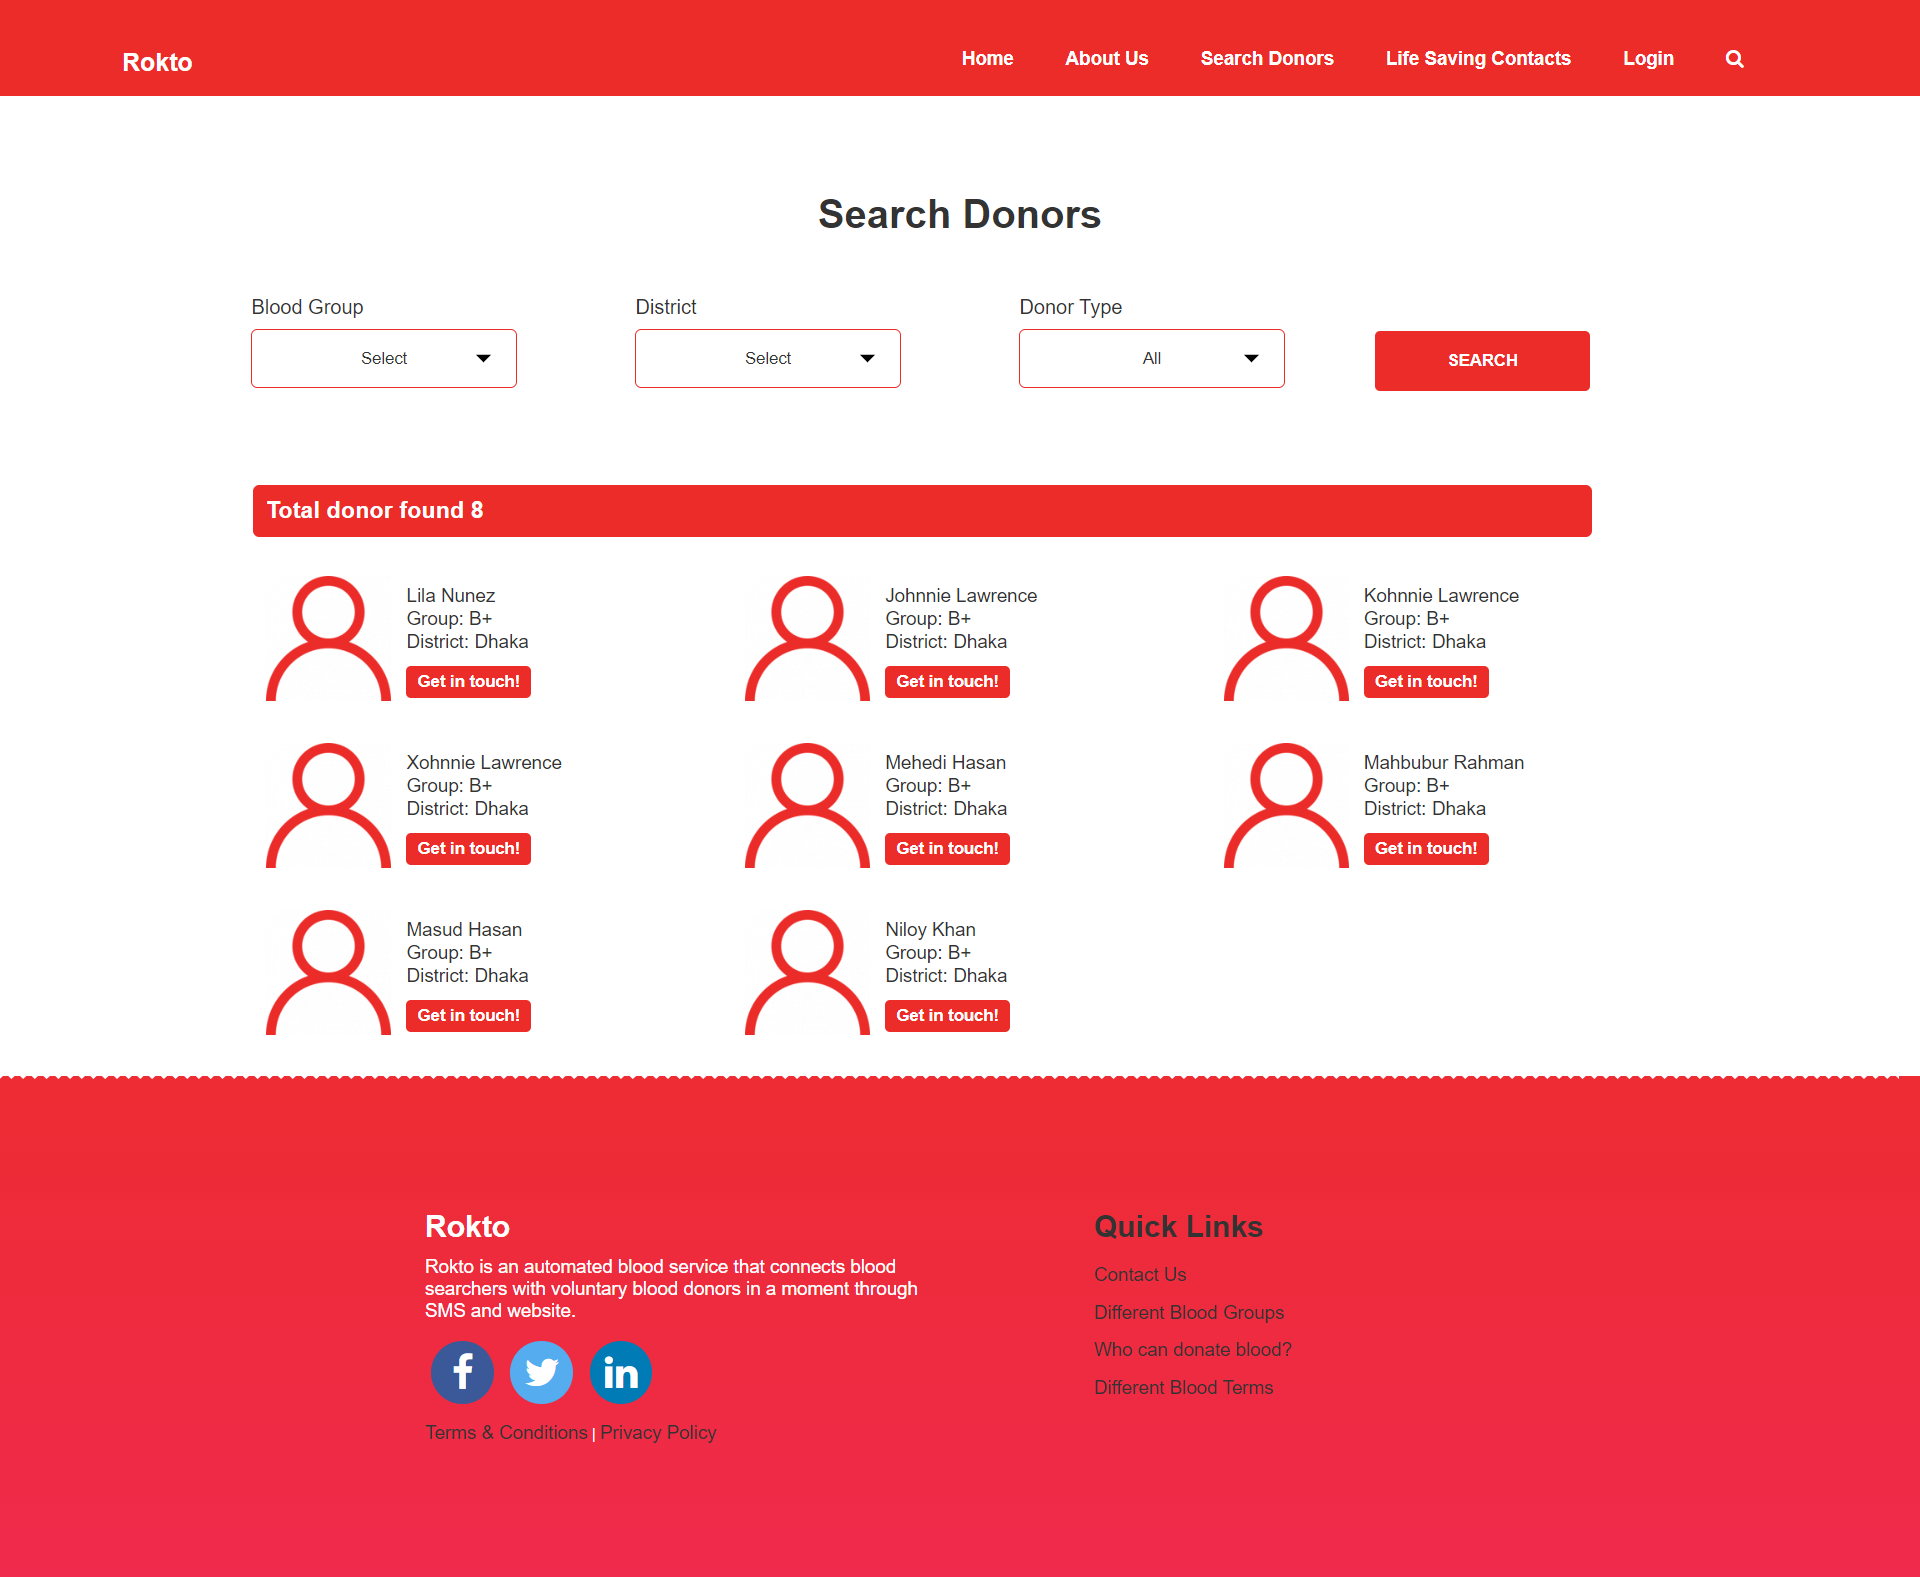 Rokto
Home
About Us
Search Donors
Life Saving Contacts
Login
Search Donors
Blood Group
District
Donor Type
Select
Select
All
SEARCH
Total donor found 8
Lila Nunez
Group: B+
District: Dhaka
Get in touch!
Johnnie Lawrence
Group: B+
District: Dhaka
Get in touch!
Kohnnie Lawrence
Group: B+
District: Dhaka
Get in touch!
Xohnnie Lawrence
Group: B+
District: Dhaka
Get in touch!
Mehedi Hasan
Group: B+
District: Dhaka
Get in touch!
Mahbubur Rahman
Group: B+
District: Dhaka
Get in touch!
Masud Hasan
Group: B+
District: Dhaka
Get in touch!
Niloy Khan
Group: B+
District: Dhaka
Get in touch!
Rokto
Rokto is an automated blood service that connects blood
searchers with voluntary blood donors in a moment through
SMS and website.
Terms & Conditions | Privacy Policy
Quick Links
Contact Us
Different Blood Groups
Who can donate blood?
Different Blood Terms